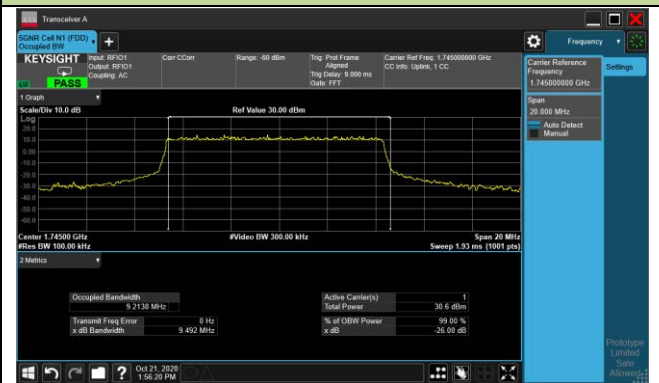 Transceiver A
5GNR Cell N1 (FDD)
Occupied BW
+
Frequency
KEYSIGHT
PASS
Input: RFIO1
Output: RFIO1
Coupling: AC
Corr CCorr
Range: -60 dBm
Trig: Prot Frame
Aligned
Trig Delay: 9.000 ms
Gate: FFT
Carrier Ref Freq: 1.745000000 GHz
CC Info: Uplink, 1 CC
Carrier Reference
Frequency
1.745000000 GHz
Settings
Span
20.000 MHz
Auto Detect
Manual
1 Graph
Scale/Div 10.0 dB
Ref Value 30.00 dBm
Log
20.0
10.0
0.00
-10.0
-20.0
-30.0
-40.0
-50.0
-60.0
Center 1.74500 GHz
#Video BW 300.00 kHz
Span 20 MHz
#Res BW 100.00 kHz
Sweep 1.93 ms (1001 pts)
2 Metrics
Occupied Bandwidth
9.2138 MHz
Active Carrier(s) 1
Total Power 30.6 dBm
Transmit Freq Error 0 Hz
x dB Bandwidth 9.492 MHz
% of OBW Power 99.00 %
x dB -26.00 dB
Prototype
Limited
Sale
Allowed
?
Oct 21, 2020
1:56:20 PM